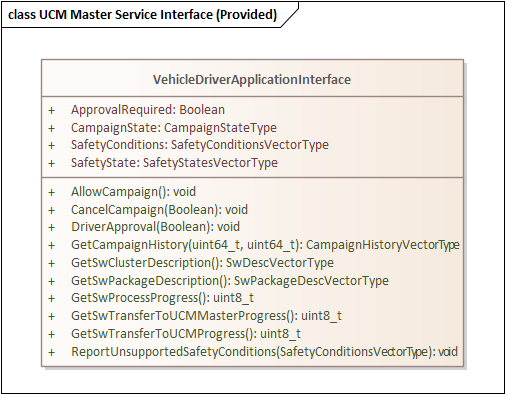 class UCM Master Service Interface (Provided)
VehicleDriverApplicationInterface
+ ApprovalRequired: Boolean
+ CampaignState: CampaignStateType
+ SafetyConditions: SafetyConditionsVectorType
+ SafetyState: SafetyStatesVectorType
+ AllowCampaign(): void
+ CancelCampaign(Boolean): void
+ DriverApproval(Boolean): void
+ GetCampaignHistory(uint64_t, uint64_t): CampaignHistoryVectorType
+ GetSwClusterDescription(): SwDescVectorType
+ GetSwPackageDescription(): SwPackageDescVectorType
+ GetSwProcessProgress(): uint8_t
+ GetSwTransferToUCMMasterProgress(): uint8_t
+ GetSwTransferToUCMProgress(): uint8_t
+ ReportUnsupportedSafetyConditions(SafetyConditionsVectorType): void